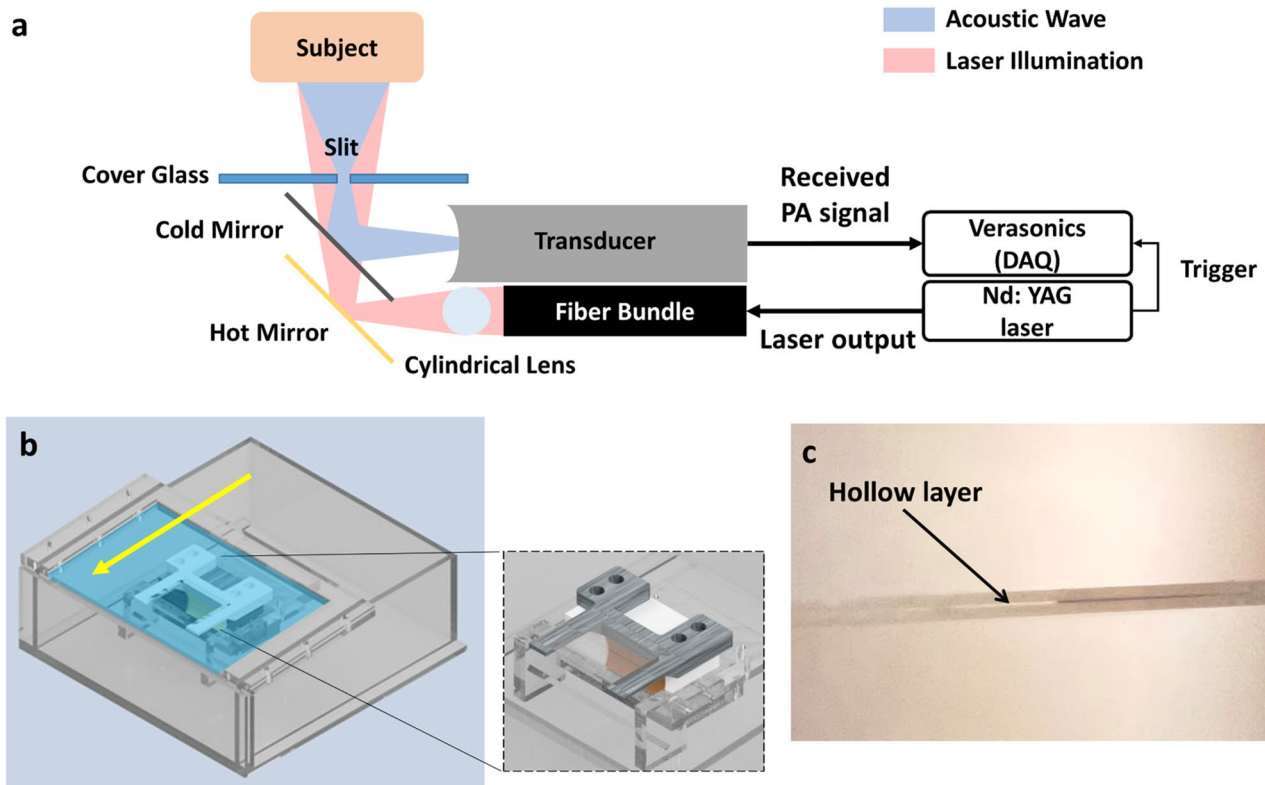 a
Acoustic Wave
Laser Illumination
Subject
Slit
Cover Glass
Cold Mirror
Hot Mirror
Cylindrical Lens
Transducer
Fiber Bundle
Received
PA signal
Laser output
Verasonics
(DAQ)
Nd: YAG
laser
Trigger
b
c
Hollow layer